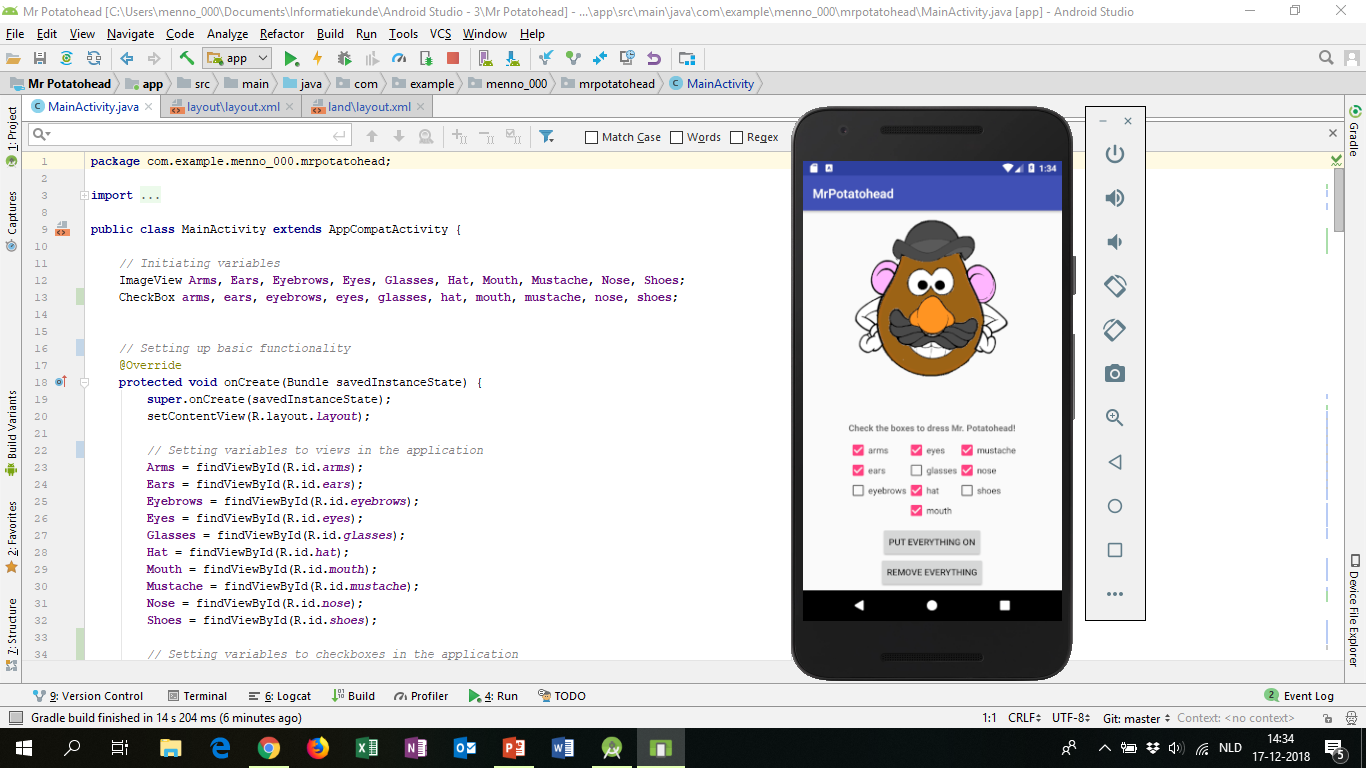 Mr Potatohead [C:\Users\menno_000\Documents\Informatiekunde\Android Studio - 3\Mr Potatohead] - ...\app\src\main\java\com\example\menno_000\mrpotatohead\MainActivity.java [app] - Android Studio
File Edit View Navigate Code Analyze Refactor Build Run Tools VCS Window Help
app
Mr Potatohead app src main java com example menno_000 mrpotatohead MainActivity
MainActivity.java layout\layout.xml land\layout.xml
Match Case Words Regex
1: Project
Captures
Build Variants
2: Favorites
7: Structure
1 package com.example.menno_000.mrpotatohead;
2
3 import ...
8
9 public class MainActivity extends AppCompatActivity {
10
11 // Initiating variables
12 ImageView Arms, Ears, Eyebrows, Eyes, Glasses, Hat, Mouth, Mustache, Nose, Shoes;
13 CheckBox arms, ears, eyebrows, eyes, glasses, hat, mouth, mustache, nose, shoes;
14
15
16 // Setting up basic functionality
17 @Override
18 protected void onCreate(Bundle savedInstanceState) {
19 super.onCreate(savedInstanceState);
20 setContentView(R.layout.layout);
21
22 // Setting variables to views in the application
23 Arms = findViewById(R.id.arms);
24 Ears = findViewById(R.id.ears);
25 Eyebrows = findViewById(R.id.eyebrows);
26 Eyes = findViewById(R.id.eyes);
27 Glasses = findViewById(R.id.glasses);
28 Hat = findViewById(R.id.hat);
29 Mouth = findViewById(R.id.mouth);
30 Mustache = findViewById(R.id.mustache);
31 Nose = findViewById(R.id.nose);
32 Shoes = findViewById(R.id.shoes);
33
34 // Setting variables to checkboxes in the application
1:34
MrPotatohead
Check the boxes to dress Mr. Potatohead!
arms eyes mustache
ears glasses nose
eyebrows hat shoes
mouth
PUT EVERYTHING ON
REMOVE EVERYTHING
Gradle
Device File Explorer
9: Version Control Terminal 6: Logcat Build Profiler 4: Run TODO 2 Event Log
Gradle build finished in 14 s 204 ms (6 minutes ago) 1:1 CRLF UTF-8 Git: master Context: <no context>
NLD 14:34
17-12-2018 5